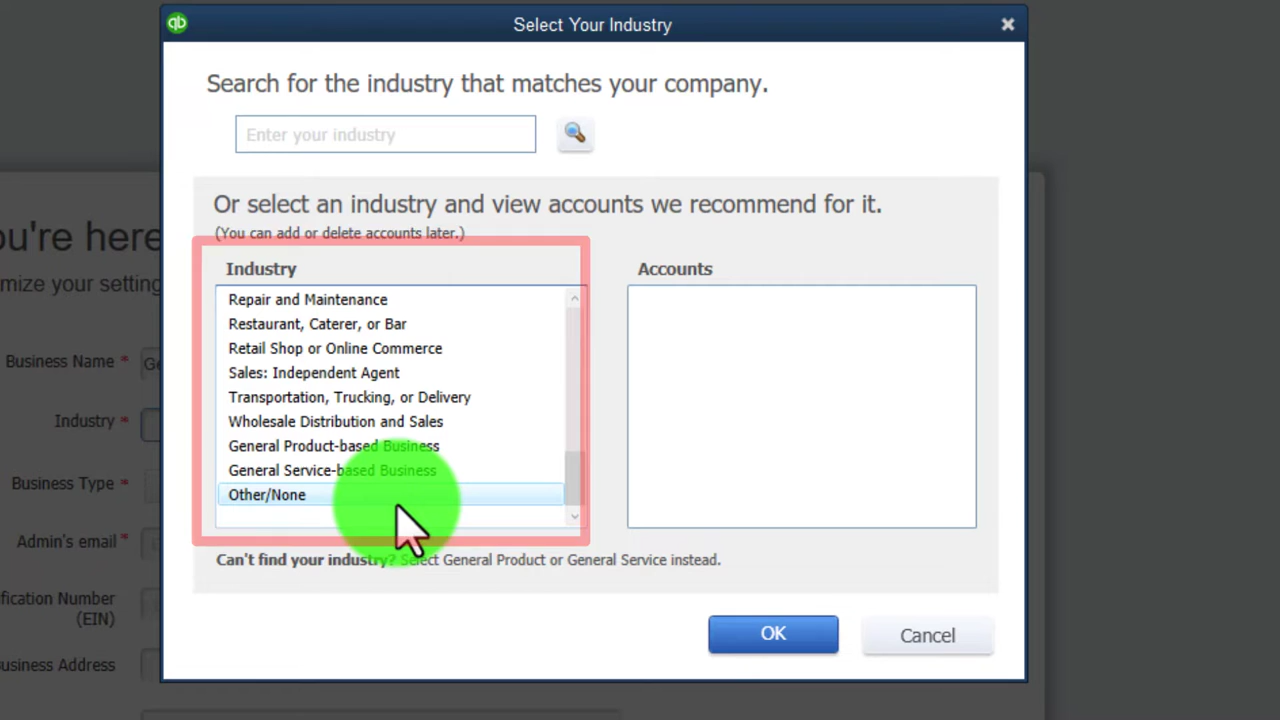 qb
Select Your Industry
Search for the industry that matches your company.
Enter your industry
Or select an industry and view accounts we recommend for it.
(You can add or delete accounts later.)
Industry
Accounts
Repair and Maintenance
Restaurant, Caterer, or Bar
Retail Shop or Online Commerce
Sales: Independent Agent
Transportation, Trucking, or Delivery
Wholesale Distribution and Sales
General Product-based Business
General Service-based Business
Other/None
Can't find your industry? Select General Product or General Service instead.
OK
Cancel
ou're here
mize your setting
Business Name *
Ge
Industry *
Business Type *
Admin's email *
ification Number
(EIN)
usiness Address